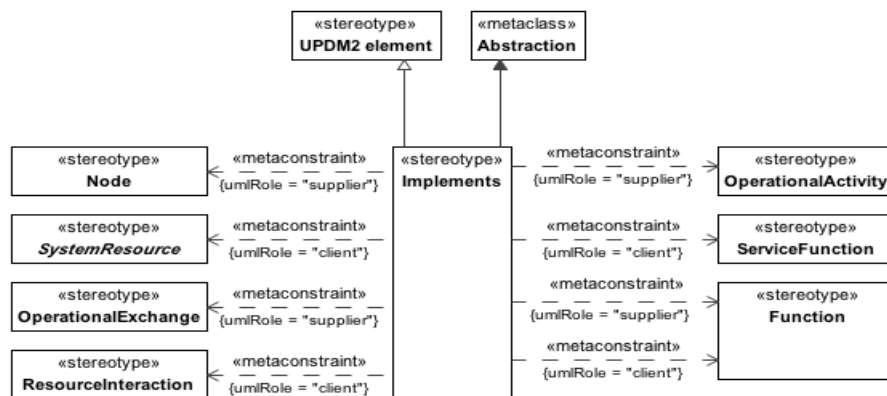 «stereotype»
UPDM2 element
«metaclass»
Abstraction
«stereotype»
Node
«metaconstraint»
{umlRole = "supplier"}
«stereotype»
Implements
«metaconstraint»
{umlRole = "supplier"}
«stereotype»
OperationalActivity
«stereotype»
SystemResource
«metaconstraint»
{umlRole = "client"}
«metaconstraint»
{umlRole = "client"}
«stereotype»
ServiceFunction
«stereotype»
OperationalExchange
«metaconstraint»
{umlRole = "supplier"}
«metaconstraint»
{umlRole = "supplier"}
«stereotype»
Function
«stereotype»
ResourceInteraction
«metaconstraint»
{umlRole = "client"}
«metaconstraint»
{umlRole = "client"}